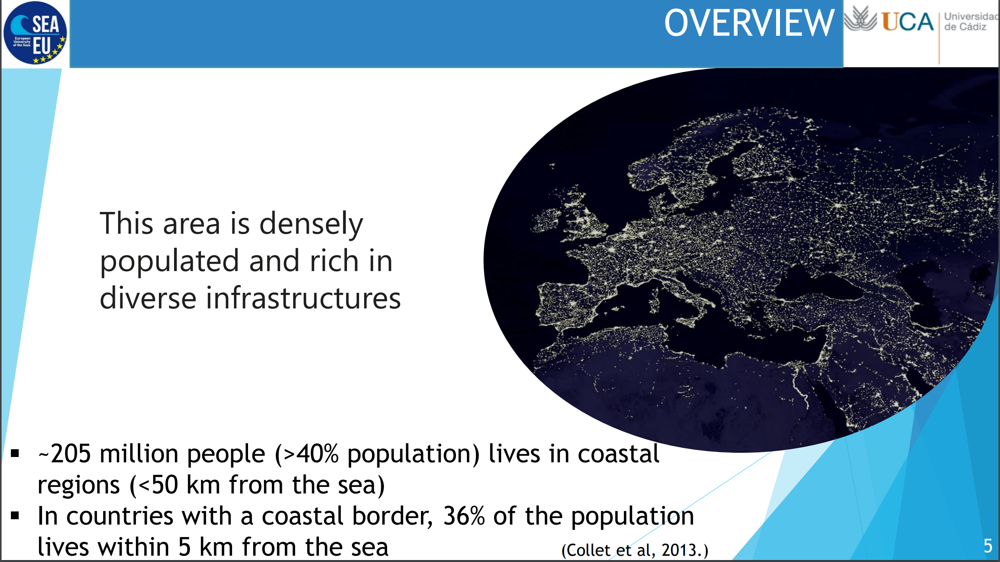 SEA
European
University
of the Seas
EU
OVERVIEW
UCA
Universidad
de Cádiz
This area is densely
populated and rich in
diverse infrastructures
▪ ~205 million people (>40% population) lives in coastal
regions (<50 km from the sea)
▪ In countries with a coastal border, 36% of the population
lives within 5 km from the sea
(Collet et al, 2013.)
5